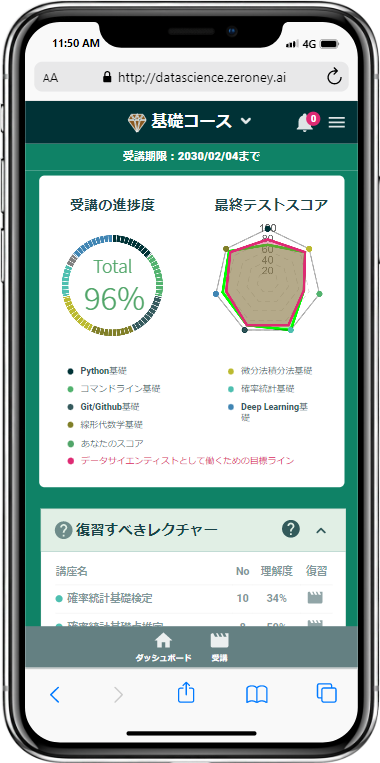 11:50 AM
4G
AA
http://datascience.zeroney.ai
基礎コース
0
受講期限：2030/02/04まで
受講の進捗度
最終テストスコア
Total
96%
100
80
60
40
20
Python基礎
微分法積分法基礎
コマンドライン基礎
確率統計基礎
Git/Github基礎
Deep Learning基
礎
線形代数学基礎
あなたのスコア
データサイエンティストとして働くための目標ライン
? 復習すべきレクチャー
?
講座名 No 理解度 復習
確率統計基礎検定 10 34%
ダッシュボード
受講